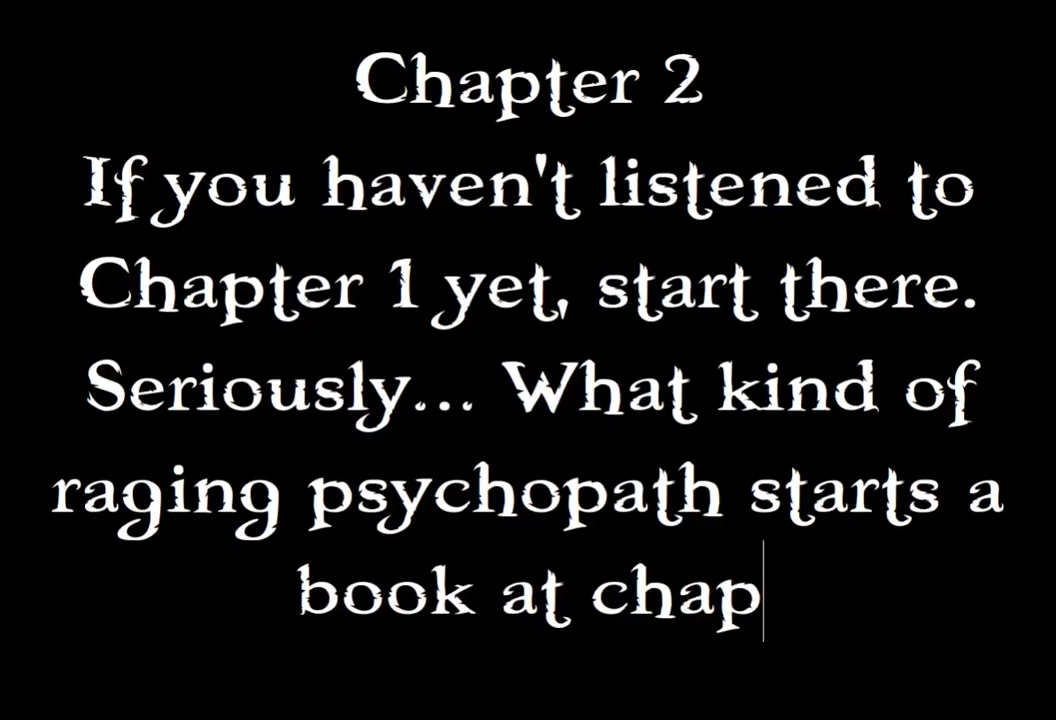 Chapter 2
If you haven't listened to
Chapter 1 yet, start there.
Seriously... What kind of
raging psychopath starts a
book at chap